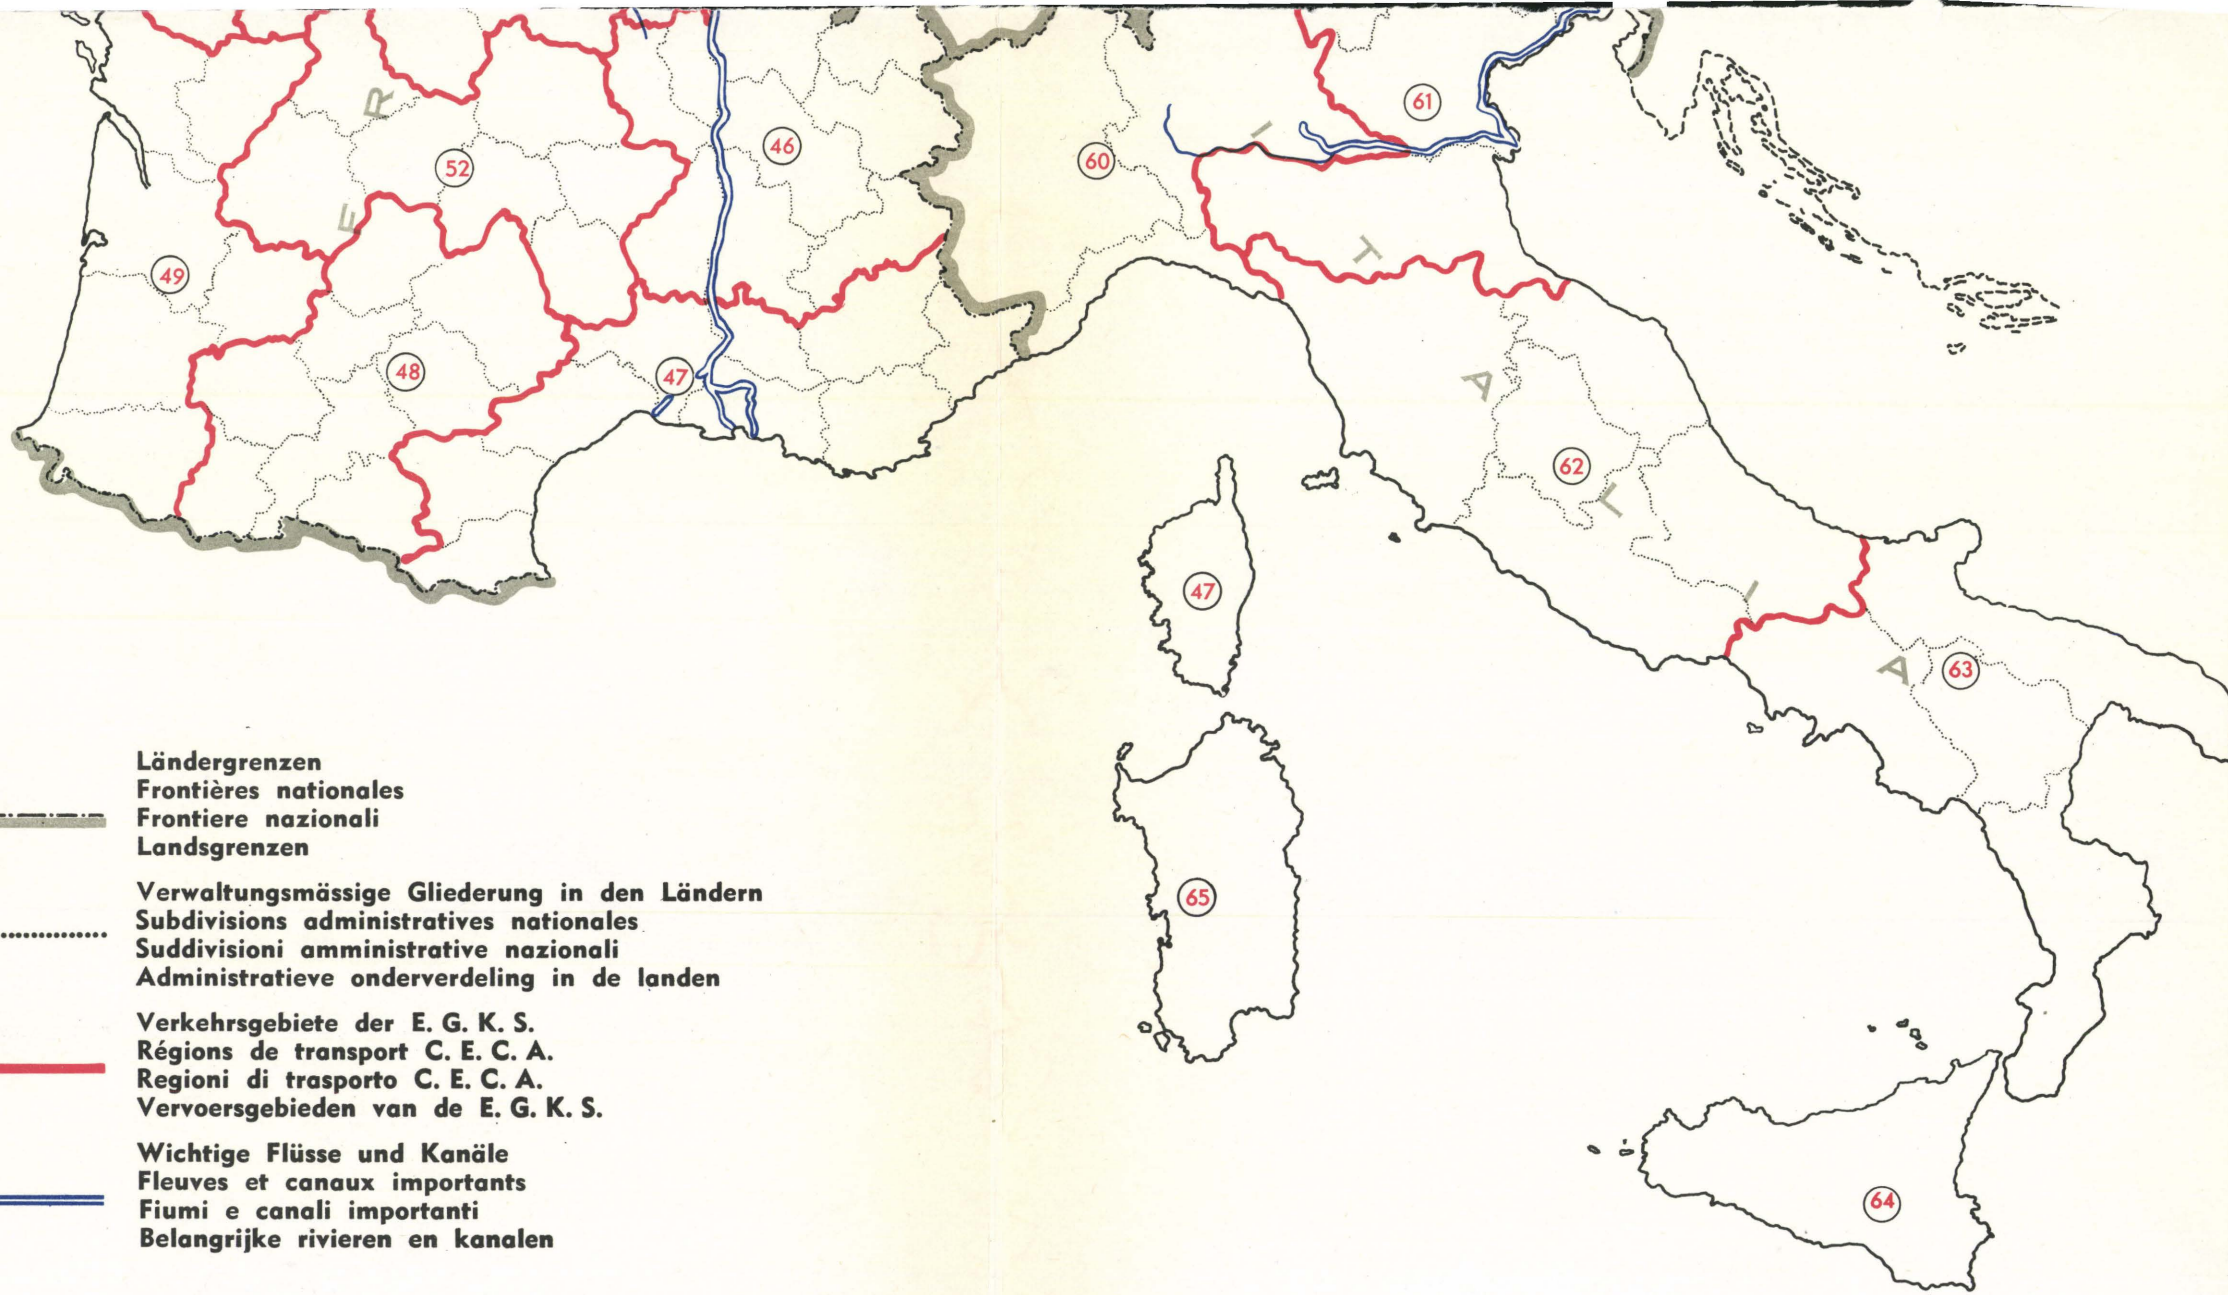 R
E
I
T
A
L
I
A
46
47
48
49
52
60
61
62
63
47
65
64
Ländergrenzen
Frontières nationales
Frontiere nazionali
Landsgrenzen
Verwaltungsmässige Gliederung in den Ländern
Subdivisions administratives nationales
Suddivisioni amministrative nazionali
Administratieve onderverdeling in de landen
Verkehrsgebiete der E. G. K. S.
Régions de transport C. E. C. A.
Regioni di trasporto C. E. C. A.
Vervoersgebieden van de E. G. K. S.
Wichtige Flüsse und Kanäle
Fleuves et canaux importants
Fiumi e canali importanti
Belangrijke rivieren en kanalen